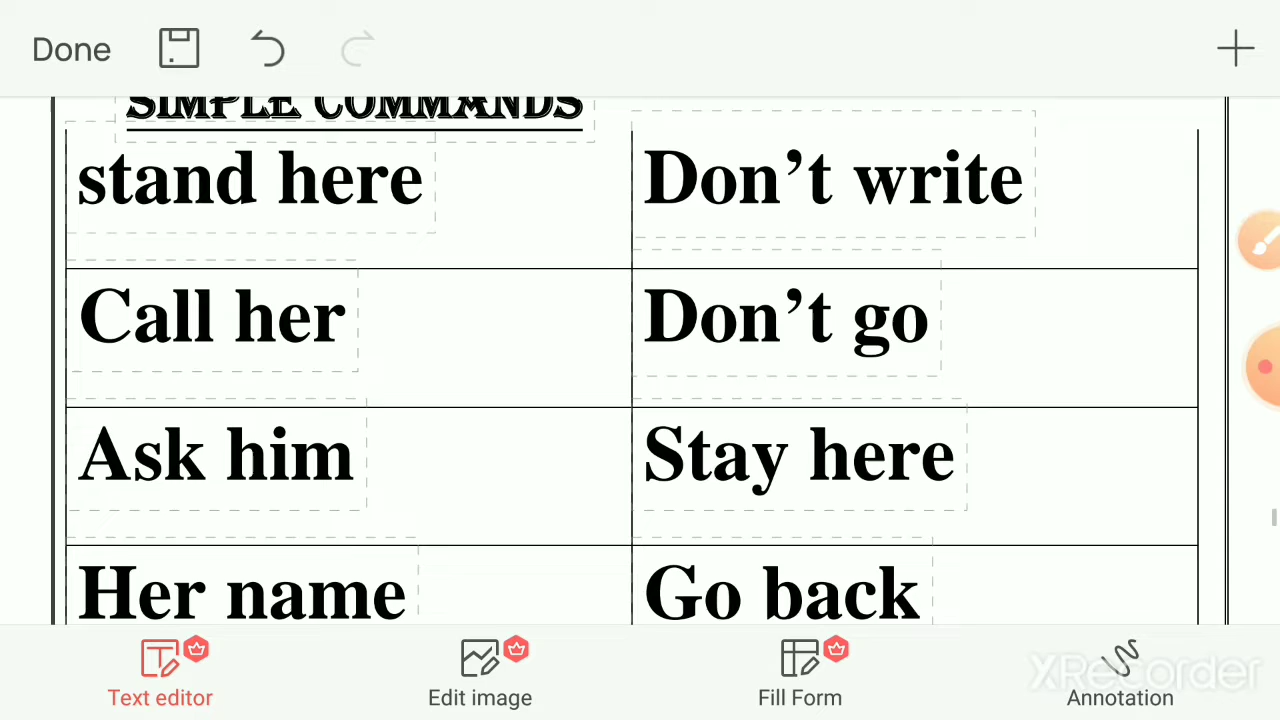 Done
SIMPLE COMMANDS
stand here Don’t write
Call her Don’t go
Ask him Stay here
Her name Go back
Text editor Edit image Fill Form Annotation
XRecorder